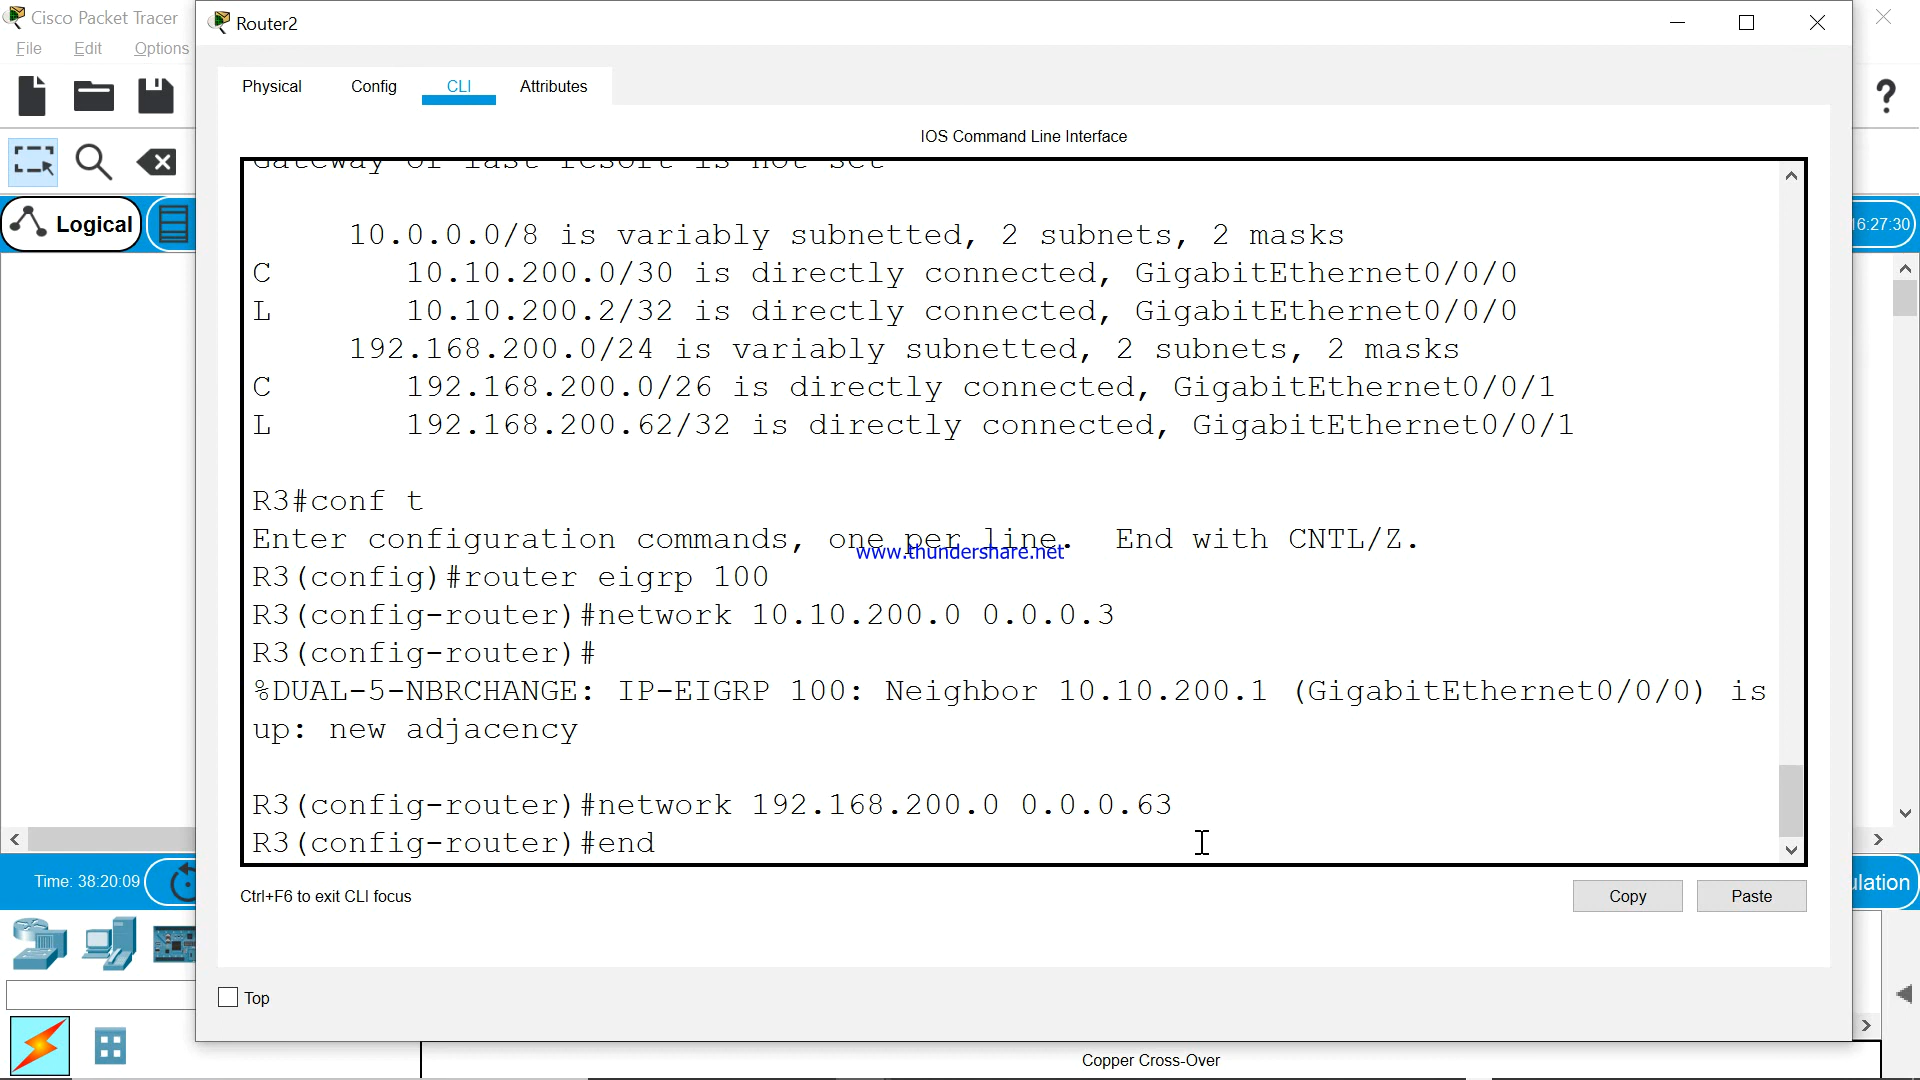 Cisco Packet Tracer
Router2
File Edit Options
Physical Config CLI Attributes
IOS Command Line Interface
Logical
16:27:30
Gateway of last resort is not set
10.0.0.0/8 is variably subnetted, 2 subnets, 2 masks
C 10.10.200.0/30 is directly connected, GigabitEthernet0/0/0
L 10.10.200.2/32 is directly connected, GigabitEthernet0/0/0
192.168.200.0/24 is variably subnetted, 2 subnets, 2 masks
C 192.168.200.0/26 is directly connected, GigabitEthernet0/0/1
L 192.168.200.62/32 is directly connected, GigabitEthernet0/0/1
R3#conf t
Enter configuration commands, one per line. End with CNTL/Z.
www.thundershare.net
R3(config)#router eigrp 100
R3(config-router)#network 10.10.200.0 0.0.0.3
R3(config-router)#
%DUAL-5-NBRCHANGE: IP-EIGRP 100: Neighbor 10.10.200.1 (GigabitEthernet0/0/0) is
up: new adjacency
R3(config-router)#network 192.168.200.0 0.0.0.63
R3(config-router)#end
Time: 38:20:09
ulation
Ctrl+F6 to exit CLI focus
Copy Paste
Top
Copper Cross-Over